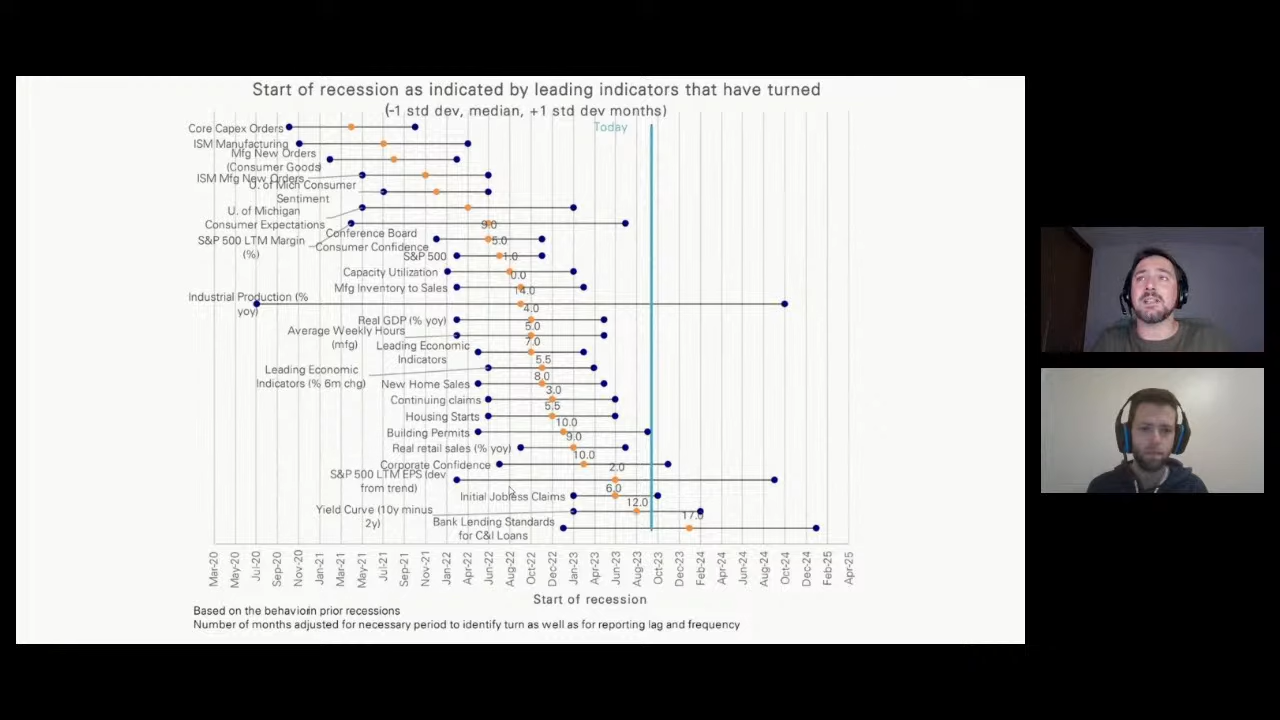 Start of recession as indicated by leading indicators that have turned
(-1 std dev, median, +1 std dev months)
Today
Core Capex Orders
ISM Manufacturing
Mfg New Orders
(Consumer Goods)
ISM Mfg New Orders
U. of Mich Consumer
Sentiment
U. of Michigan
Consumer Expectations
9.0
Conference Board
Consumer Confidence
S&P 500 LTM Margin
(%)
5.0
S&P 500
1.0
Capacity Utilization
0.0
Mfg Inventory to Sales
14.0
Industrial Production (%
yoy)
4.0
Real GDP (% yoy)
5.0
Average Weekly Hours
(mfg)
7.0
Leading Economic
Indicators
5.5
Leading Economic
Indicators (% 6m chg)
8.0
New Home Sales
3.0
Continuing claims
5.5
Housing Starts
10.0
Building Permits
9.0
Real retail sales (% yoy)
10.0
Corporate Confidence
2.0
S&P 500 LTM EPS (dev
from trend)
6.0
Initial Jobless Claims
12.0
Yield Curve (10y minus
2y)
17.0
Bank Lending Standards
for C&I Loans
Mar-20 May-20 Jul-20 Nov-20 Jan-21 Mar-21 May-21 Jul-21 Sep-21 Nov-21 Jan-22 Apr-22 Jun-22 Aug-22 Oct-22 Dec-22 Jan-23 Apr-23 Jun-23 Aug-23 Oct-23 Dec-23 Feb-24 Apr-24 Jun-24 Aug-24 Oct-24 Dec-24 Feb-25 Apr-25
Start of recession
Based on the behavior in prior recessions
Number of months adjusted for necessary period to identify turn as well as for reporting lag and frequency